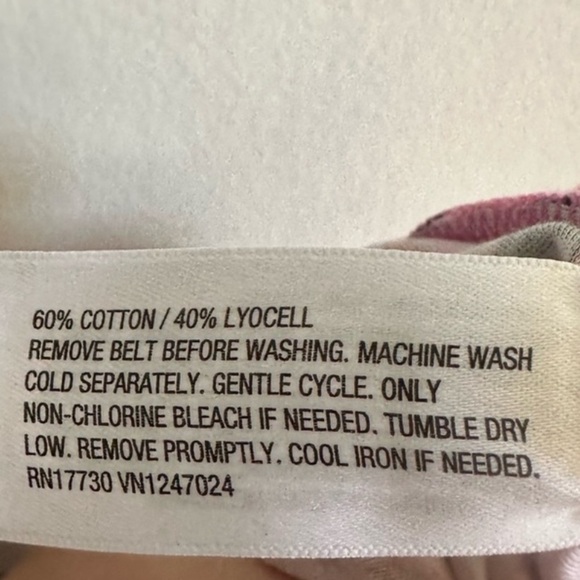 60% COTTON / 40% LYOCELL
REMOVE BELT BEFORE WASHING. MACHINE WASH
COLD SEPARATELY. GENTLE CYCLE. ONLY
NON-CHLORINE BLEACH IF NEEDED. TUMBLE DRY
LOW. REMOVE PROMPTLY. COOL IRON IF NEEDED.
RN17730 VN1247024